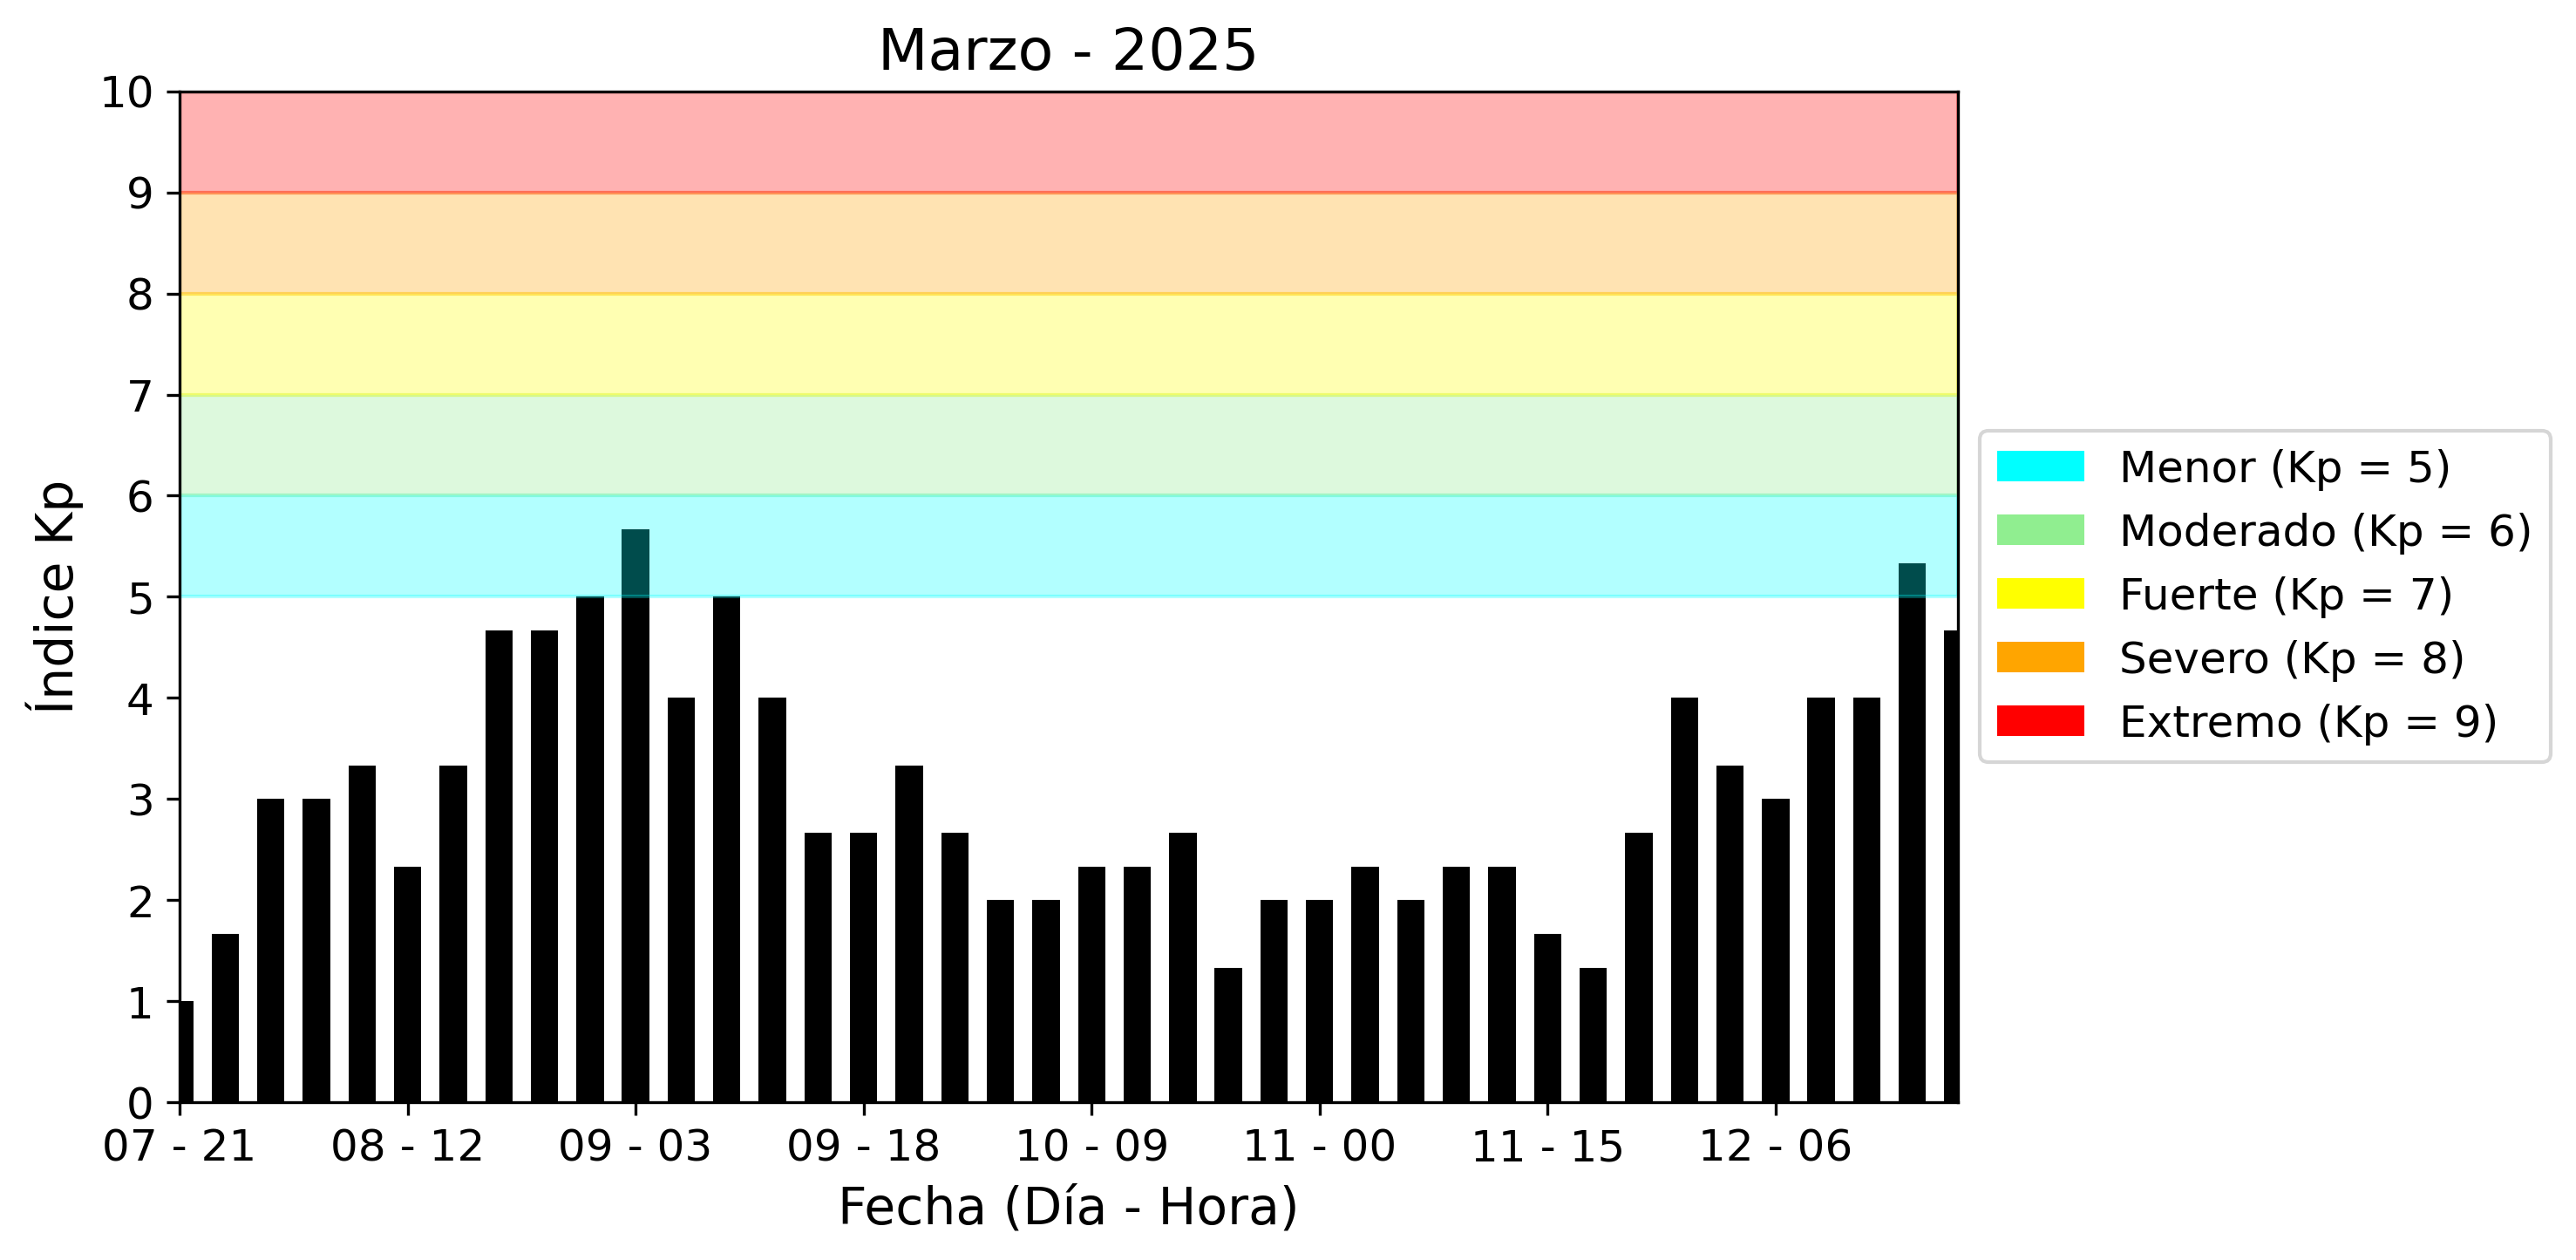 Marzo - 2025
10
9
8
7
6
5
4
3
2
1
0
Índice Kp
07 - 21 08 - 12 09 - 03 09 - 18 10 - 09 11 - 00 11 - 15 12 - 06
Fecha (Día - Hora)
Menor (Kp = 5)
Moderado (Kp = 6)
Fuerte (Kp = 7)
Severo (Kp = 8)
Extremo (Kp = 9)